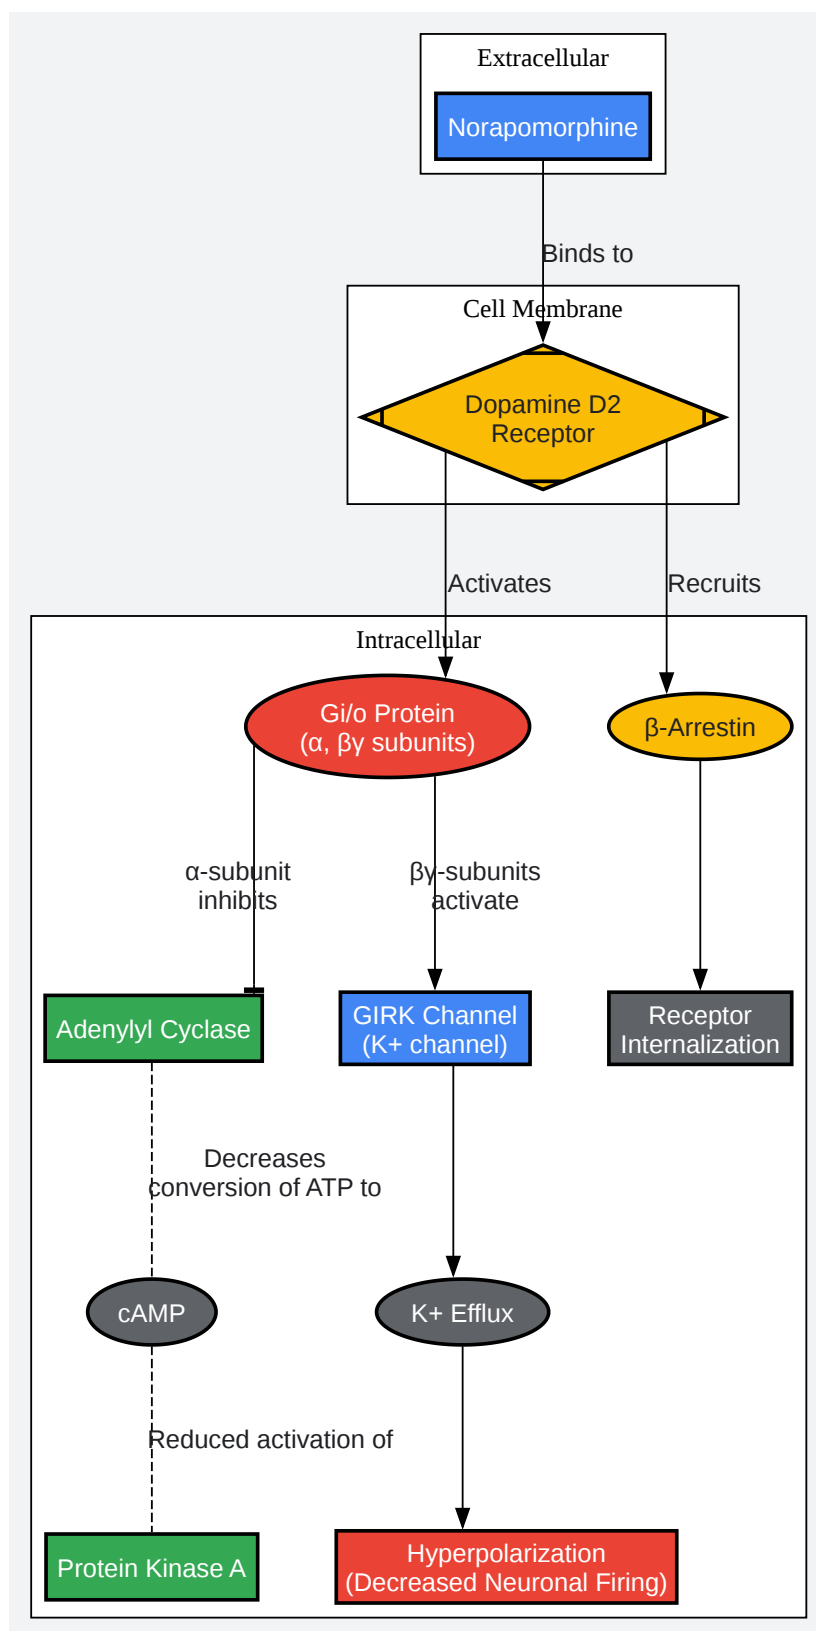 Extracellular
Norapomorphine
Binds to
Cell Membrane
Dopamine D2
Receptor
Activates
Recruits
Intracellular
Gi/o Protein
(α, βγ subunits)
β-Arrestin
α-subunit
inhibits
βγ-subunits
activate
Adenylyl Cyclase
GIRK Channel
(K+ channel)
Receptor
Internalization
Decreases
conversion of ATP to
cAMP
K+ Efflux
Reduced activation of
Protein Kinase A
Hyperpolarization
(Decreased Neuronal Firing)